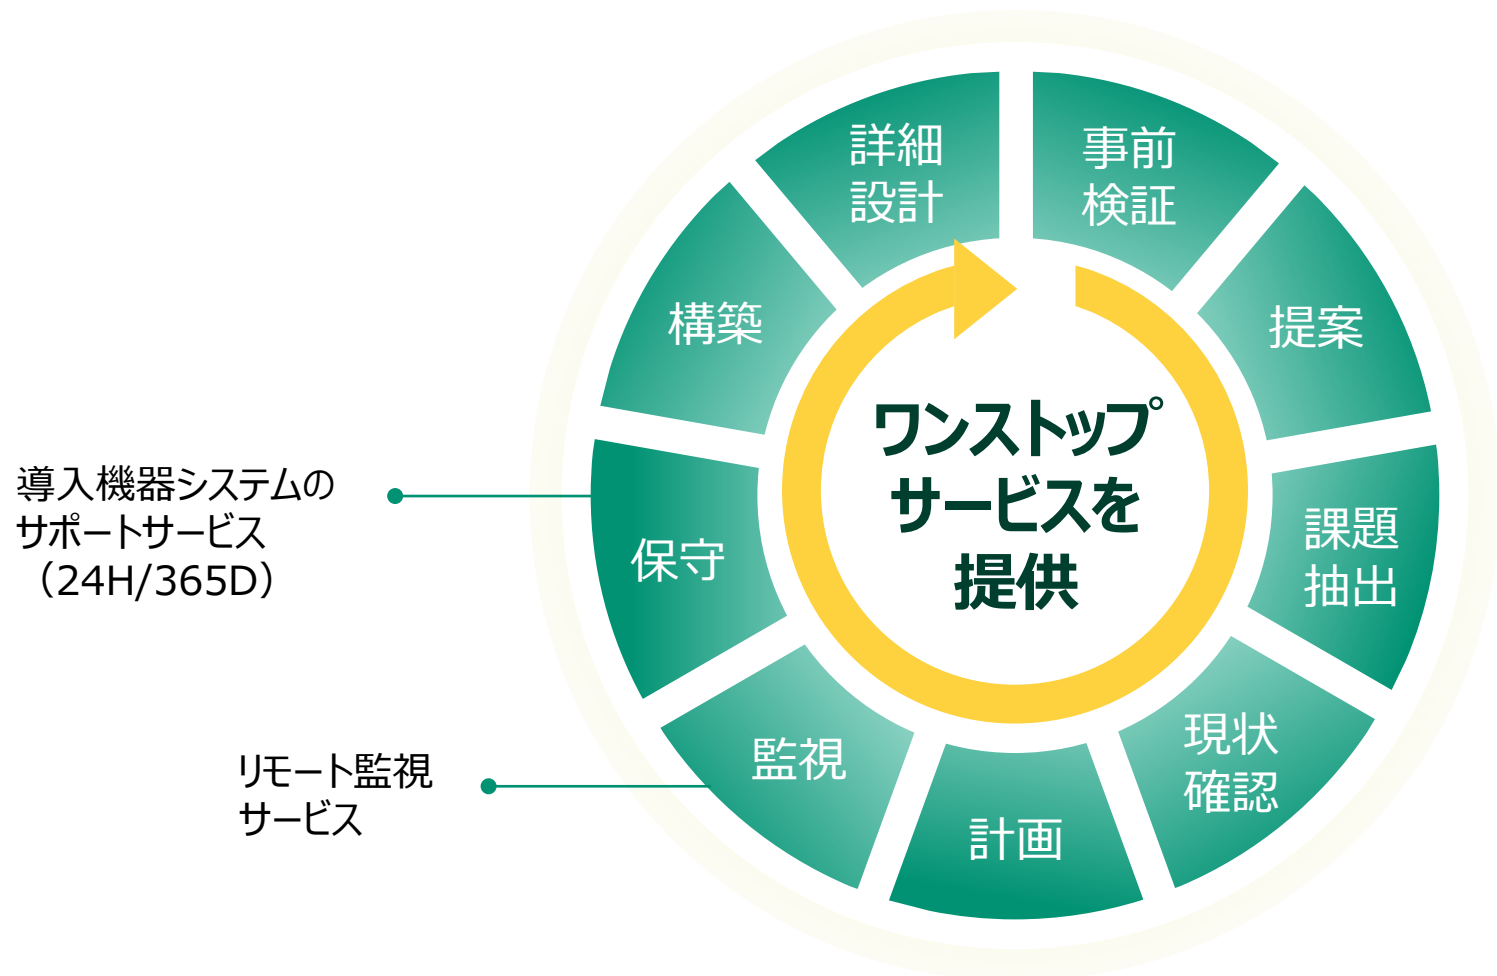 詳細
設計
事前
検証
構築
提案
ワンストップ
サービスを
提供
導入機器システムの
サポートサービス
（24H/365D）
保守
課題
抽出
リモート監視
サービス
監視
現状
確認
計画